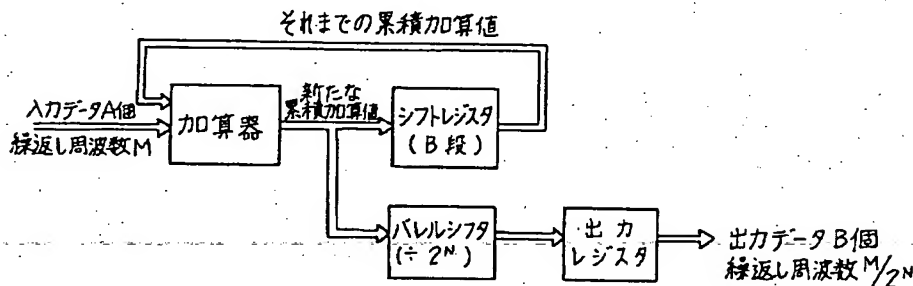 それまでの累積加算値
入力データA個
繰返し周波数M
加算器
新たな
累積加算値
シフトレジスタ
(B段)
バレルシフタ
(÷2ᴺ)
出力
レジスタ
出力データB個
繰返し周波数M/2ᴺ